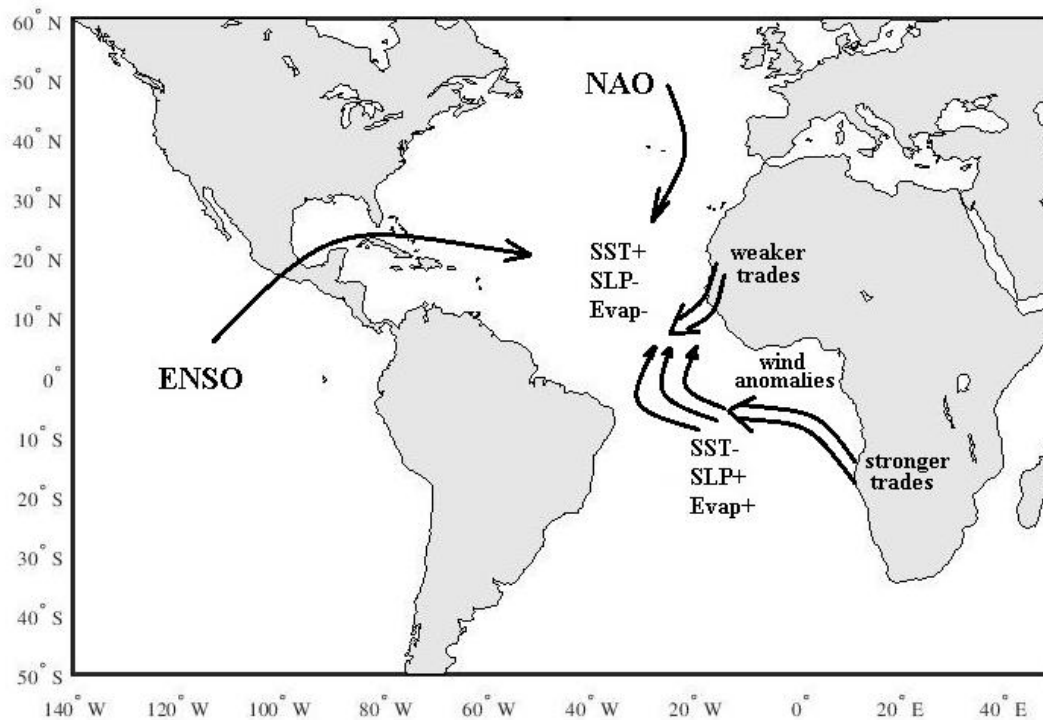 60° N
50° N
40° N
30° N
20° N
10° N
0°
10° S
20° S
30° S
40° S
50° S
NAO
SST+
SLP-
Evap-
weaker
trades
ENSO
wind
anomalies
SST-
SLP+
Evap+
stronger
trades
140° W
120° W
100° W
80° W
60° W
40° W
20° W
0°
20° E
40° E